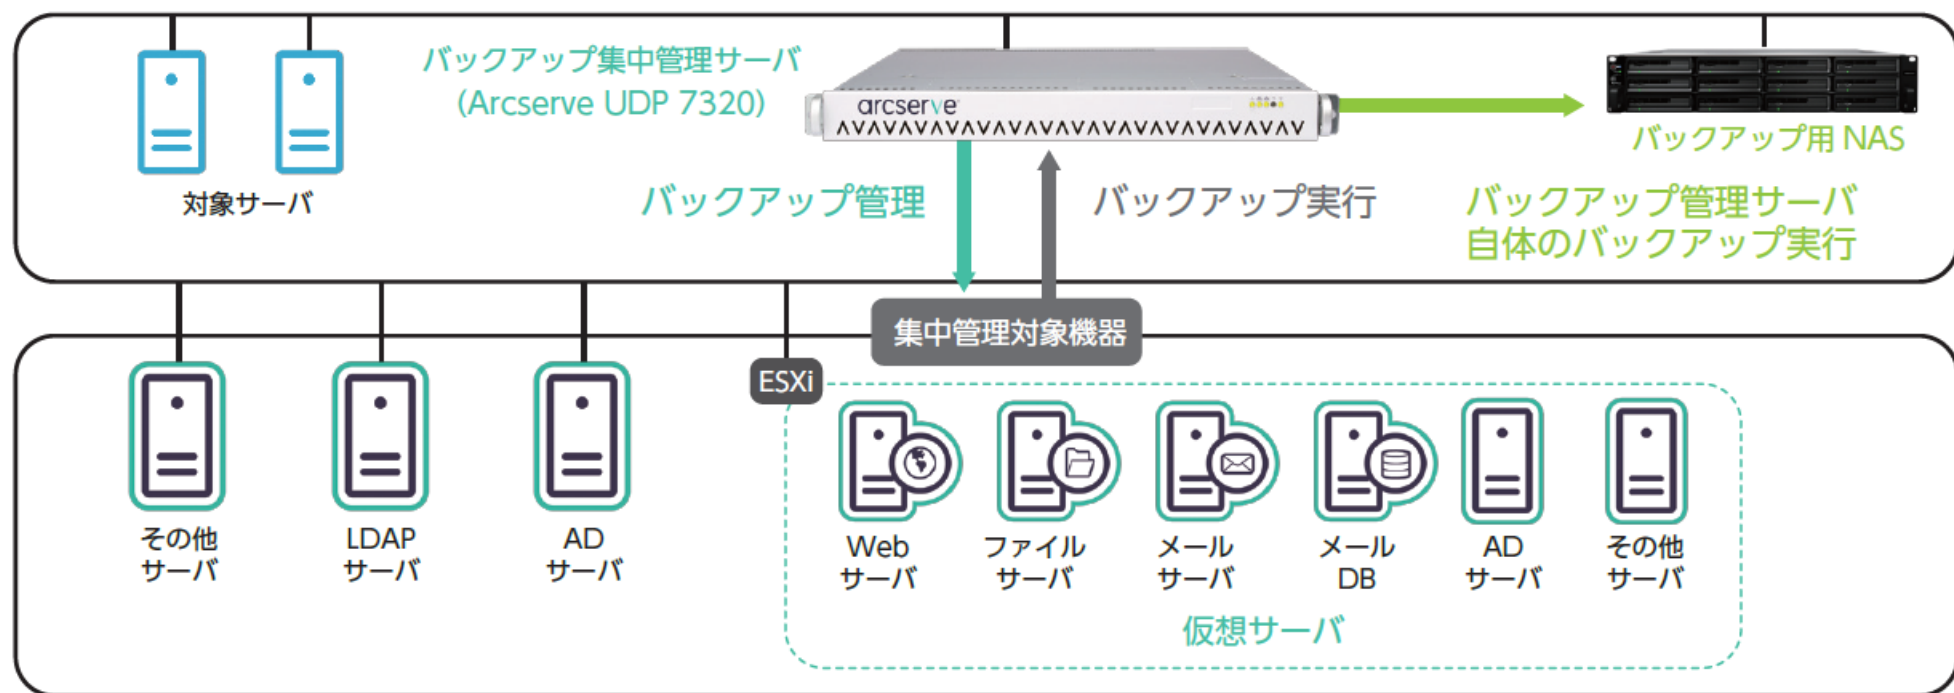 バックアップ集中管理サーバ
(Arcserve UDP 7320)
arcserve
バックアップ用 NAS
対象サーバ
バックアップ管理
バックアップ実行
バックアップ管理サーバ
自体のバックアップ実行
集中管理対象機器
ESXi
その他
サーバ
LDAP
サーバ
AD
サーバ
Web
サーバ
ファイル
サーバ
メール
サーバ
メール
DB
AD
サーバ
その他
サーバ
仮想サーバ